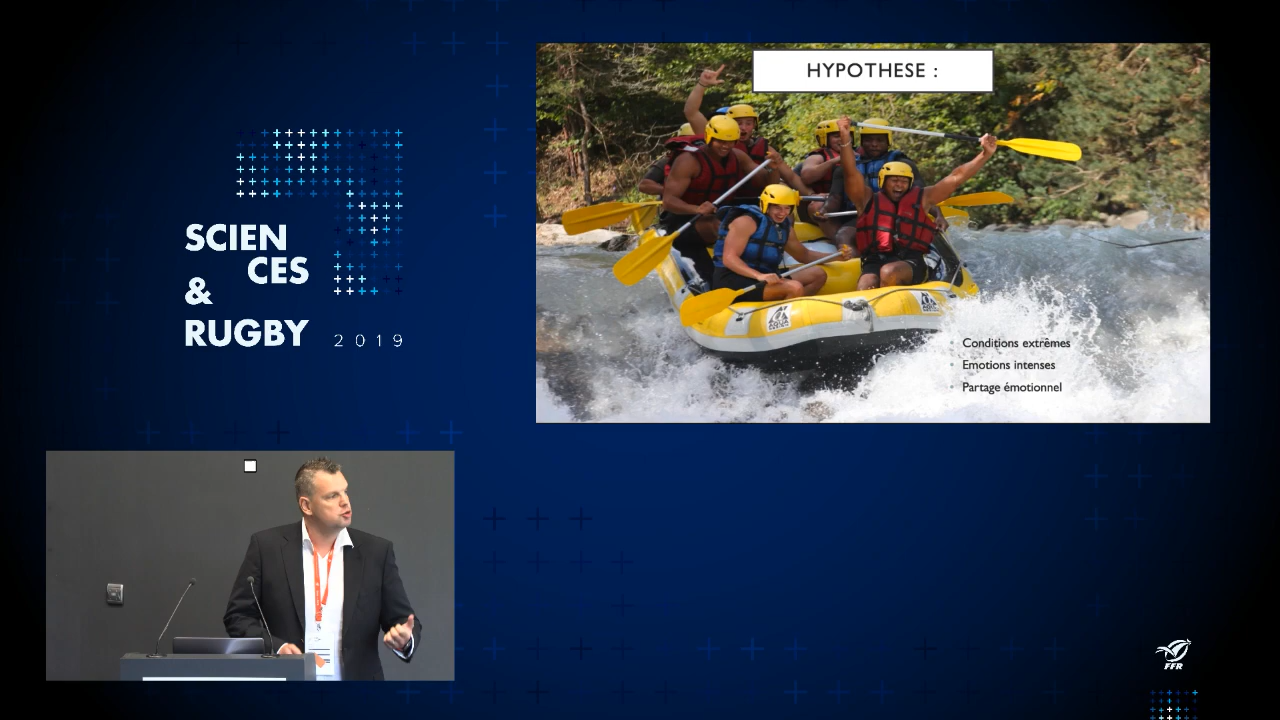 SCIEN
CES
&
RUGBY 2019
HYPOTHESE :
Conditions extrêmes
Emotions intenses
Partage émotionnel
FFR